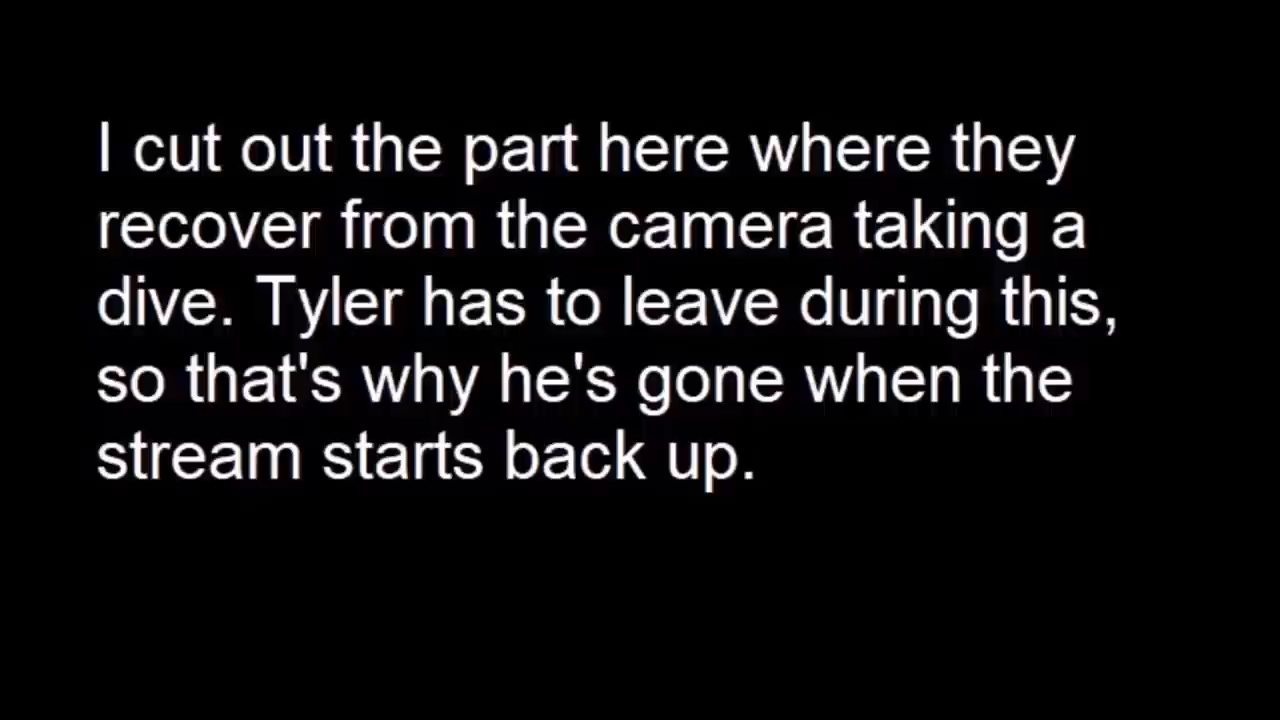 I cut out the part here where they
recover from the camera taking a
dive. Tyler has to leave during this,
so that's why he's gone when the
stream starts back up.